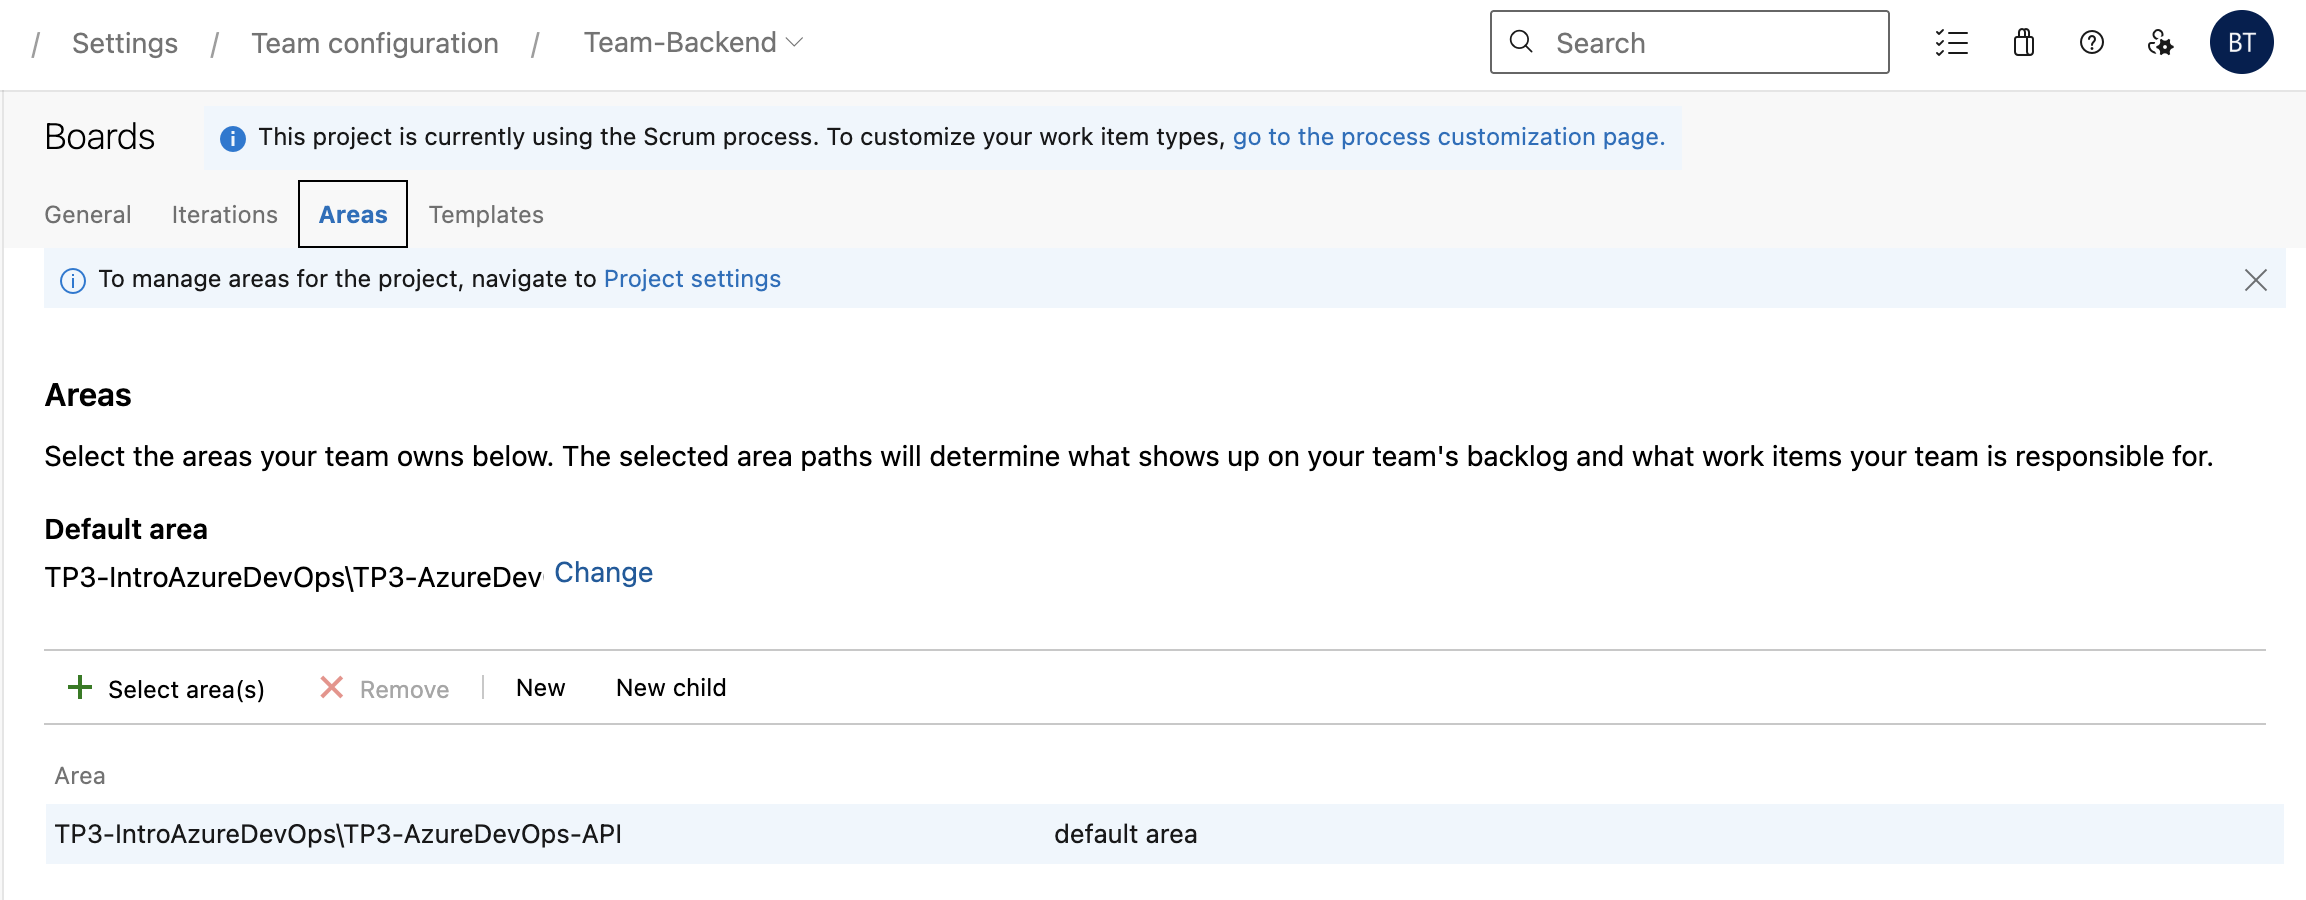 / Settings / Team configuration / Team-Backend
Search
BT
Boards
This project is currently using the Scrum process. To customize your work item types, go to the process customization page.
General Iterations Areas Templates
To manage areas for the project, navigate to Project settings
Areas
Select the areas your team owns below. The selected area paths will determine what shows up on your team's backlog and what work items your team is responsible for.
Default area
TP3-IntroAzureDevOps\TP3-AzureDev Change
Select area(s) Remove New New child
Area
TP3-IntroAzureDevOps\TP3-AzureDevOps-API default area